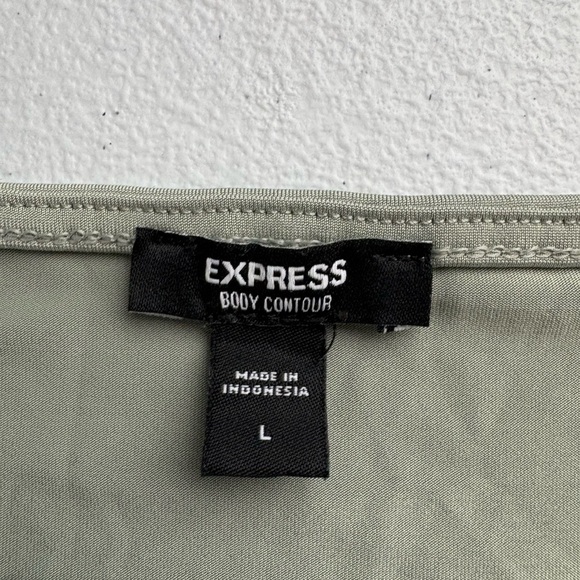 EXPRESS
BODY CONTOUR
MADE IN
INDONESIA
L